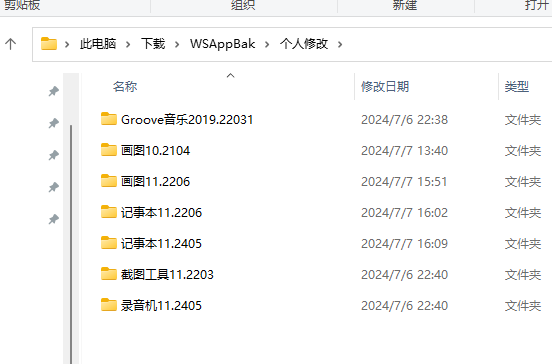 剪贴板 组织 新建 打开
此电脑 下载 WSAppBak 个人修改
名称 修改日期 类型
Groove音乐2019.22031 2024/7/6 22:38 文件夹
画图10.2104 2024/7/7 13:40 文件夹
画图11.2206 2024/7/7 15:51 文件夹
记事本11.2206 2024/7/7 16:02 文件夹
记事本11.2405 2024/7/7 16:09 文件夹
截图工具11.2203 2024/7/6 22:40 文件夹
录音机11.2405 2024/7/6 22:40 文件夹